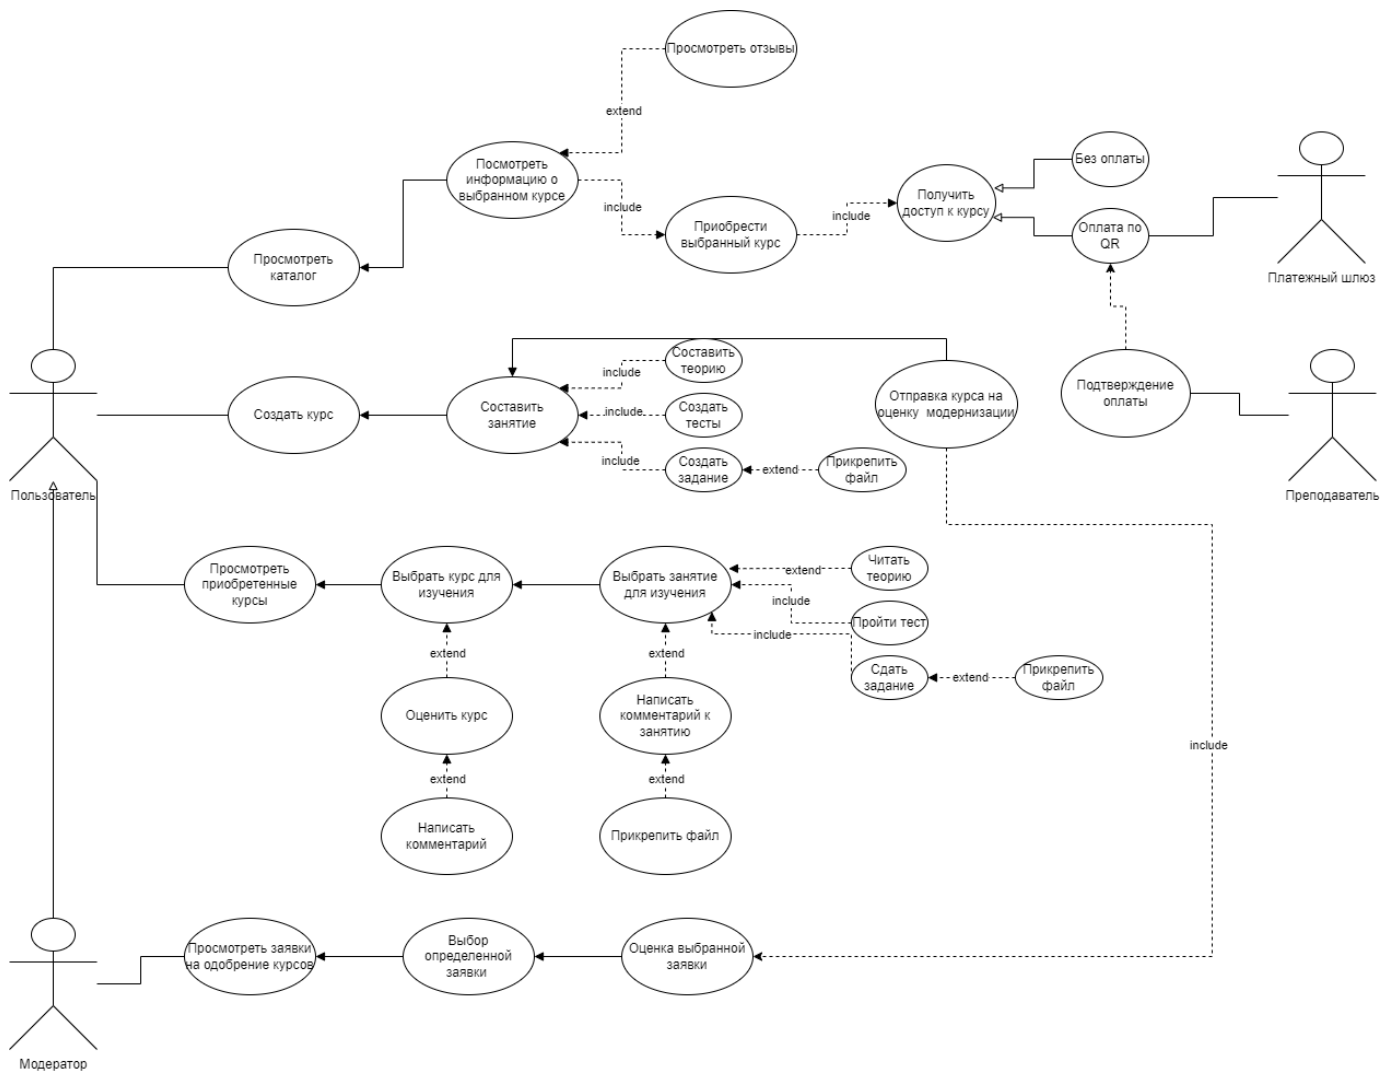 Просмотреть отзывы
extend
Посмотреть
информацию о
выбранном курсе
include
Приобрести
выбранный курс
include
Получить
доступ к курсу
Без оплаты
Оплата по
QR
Платежный шлюз
Просмотреть
каталог
Пользователь
Создать курс
Составить
занятие
include
Составить
теорию
include
Создать
тесты
include
Создать
задание
extend
Прикрепить
файл
Отправка курса на
оценку модернизации
Подтверждение
оплаты
Преподаватель
Просмотреть
приобретенные
курсы
Выбрать курс для
изучения
Выбрать занятие
для изучения
extend
Читать
теорию
include
Пройти тест
include
Сдать
задание
extend
Прикрепить
файл
extend
extend
Оценить курс
Написать
комментарий к
занятию
include
extend
extend
Написать
комментарий
Прикрепить файл
Просмотреть заявки
на одобрение курсов
Выбор
определенной
заявки
Оценка выбранной
заявки
Модератор